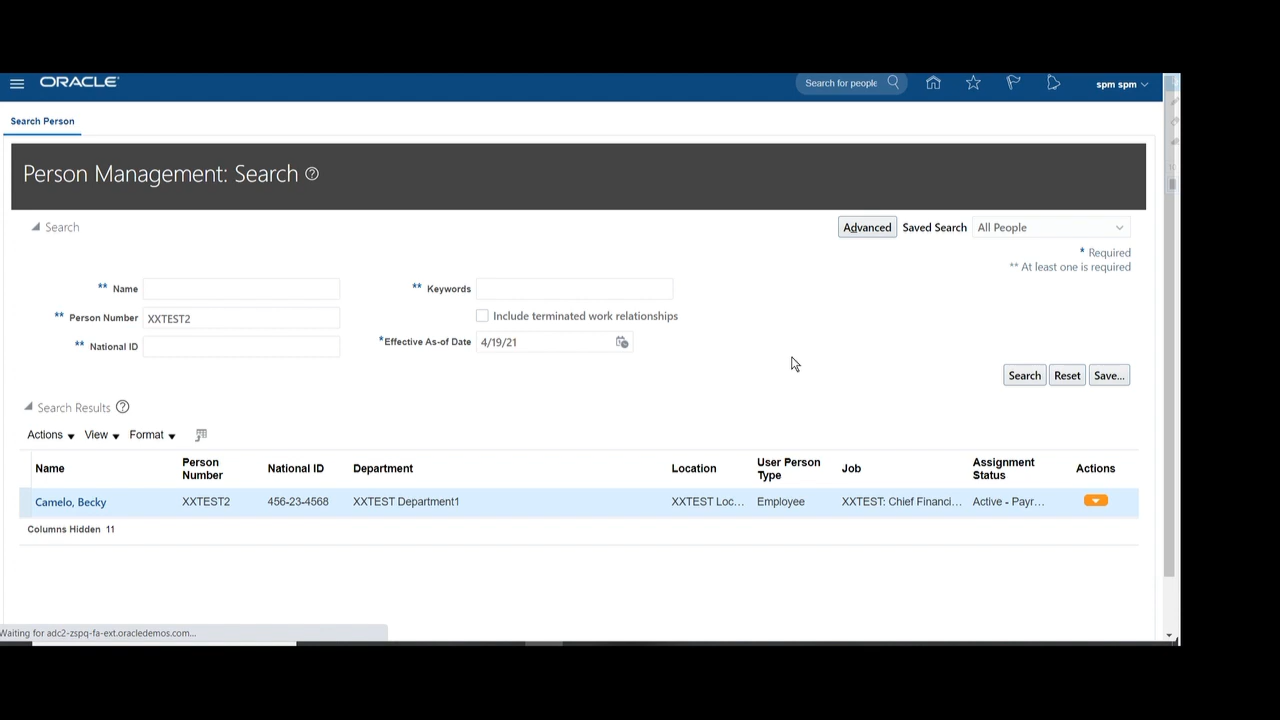 ORACLE
Search for people
spm spm
Search Person
Person Management: Search
Search
Advanced Saved Search All People
* Required
** At least one is required
** Name
** Keywords
** Person Number XXTEST2
Include terminated work relationships
** National ID
*Effective As-of Date 4/19/21
Search Reset Save...
Search Results
Actions View Format
Name Person Number National ID Department Location User Person Type Job Assignment Status Actions
Camelo, Becky XXTEST2 456-23-4568 XXTEST Department1 XXTEST Loc... Employee XXTEST: Chief Financi... Active - Payr...
Columns Hidden 11
Waiting for adc2-zspq-fa-ext.oracledemos.com...